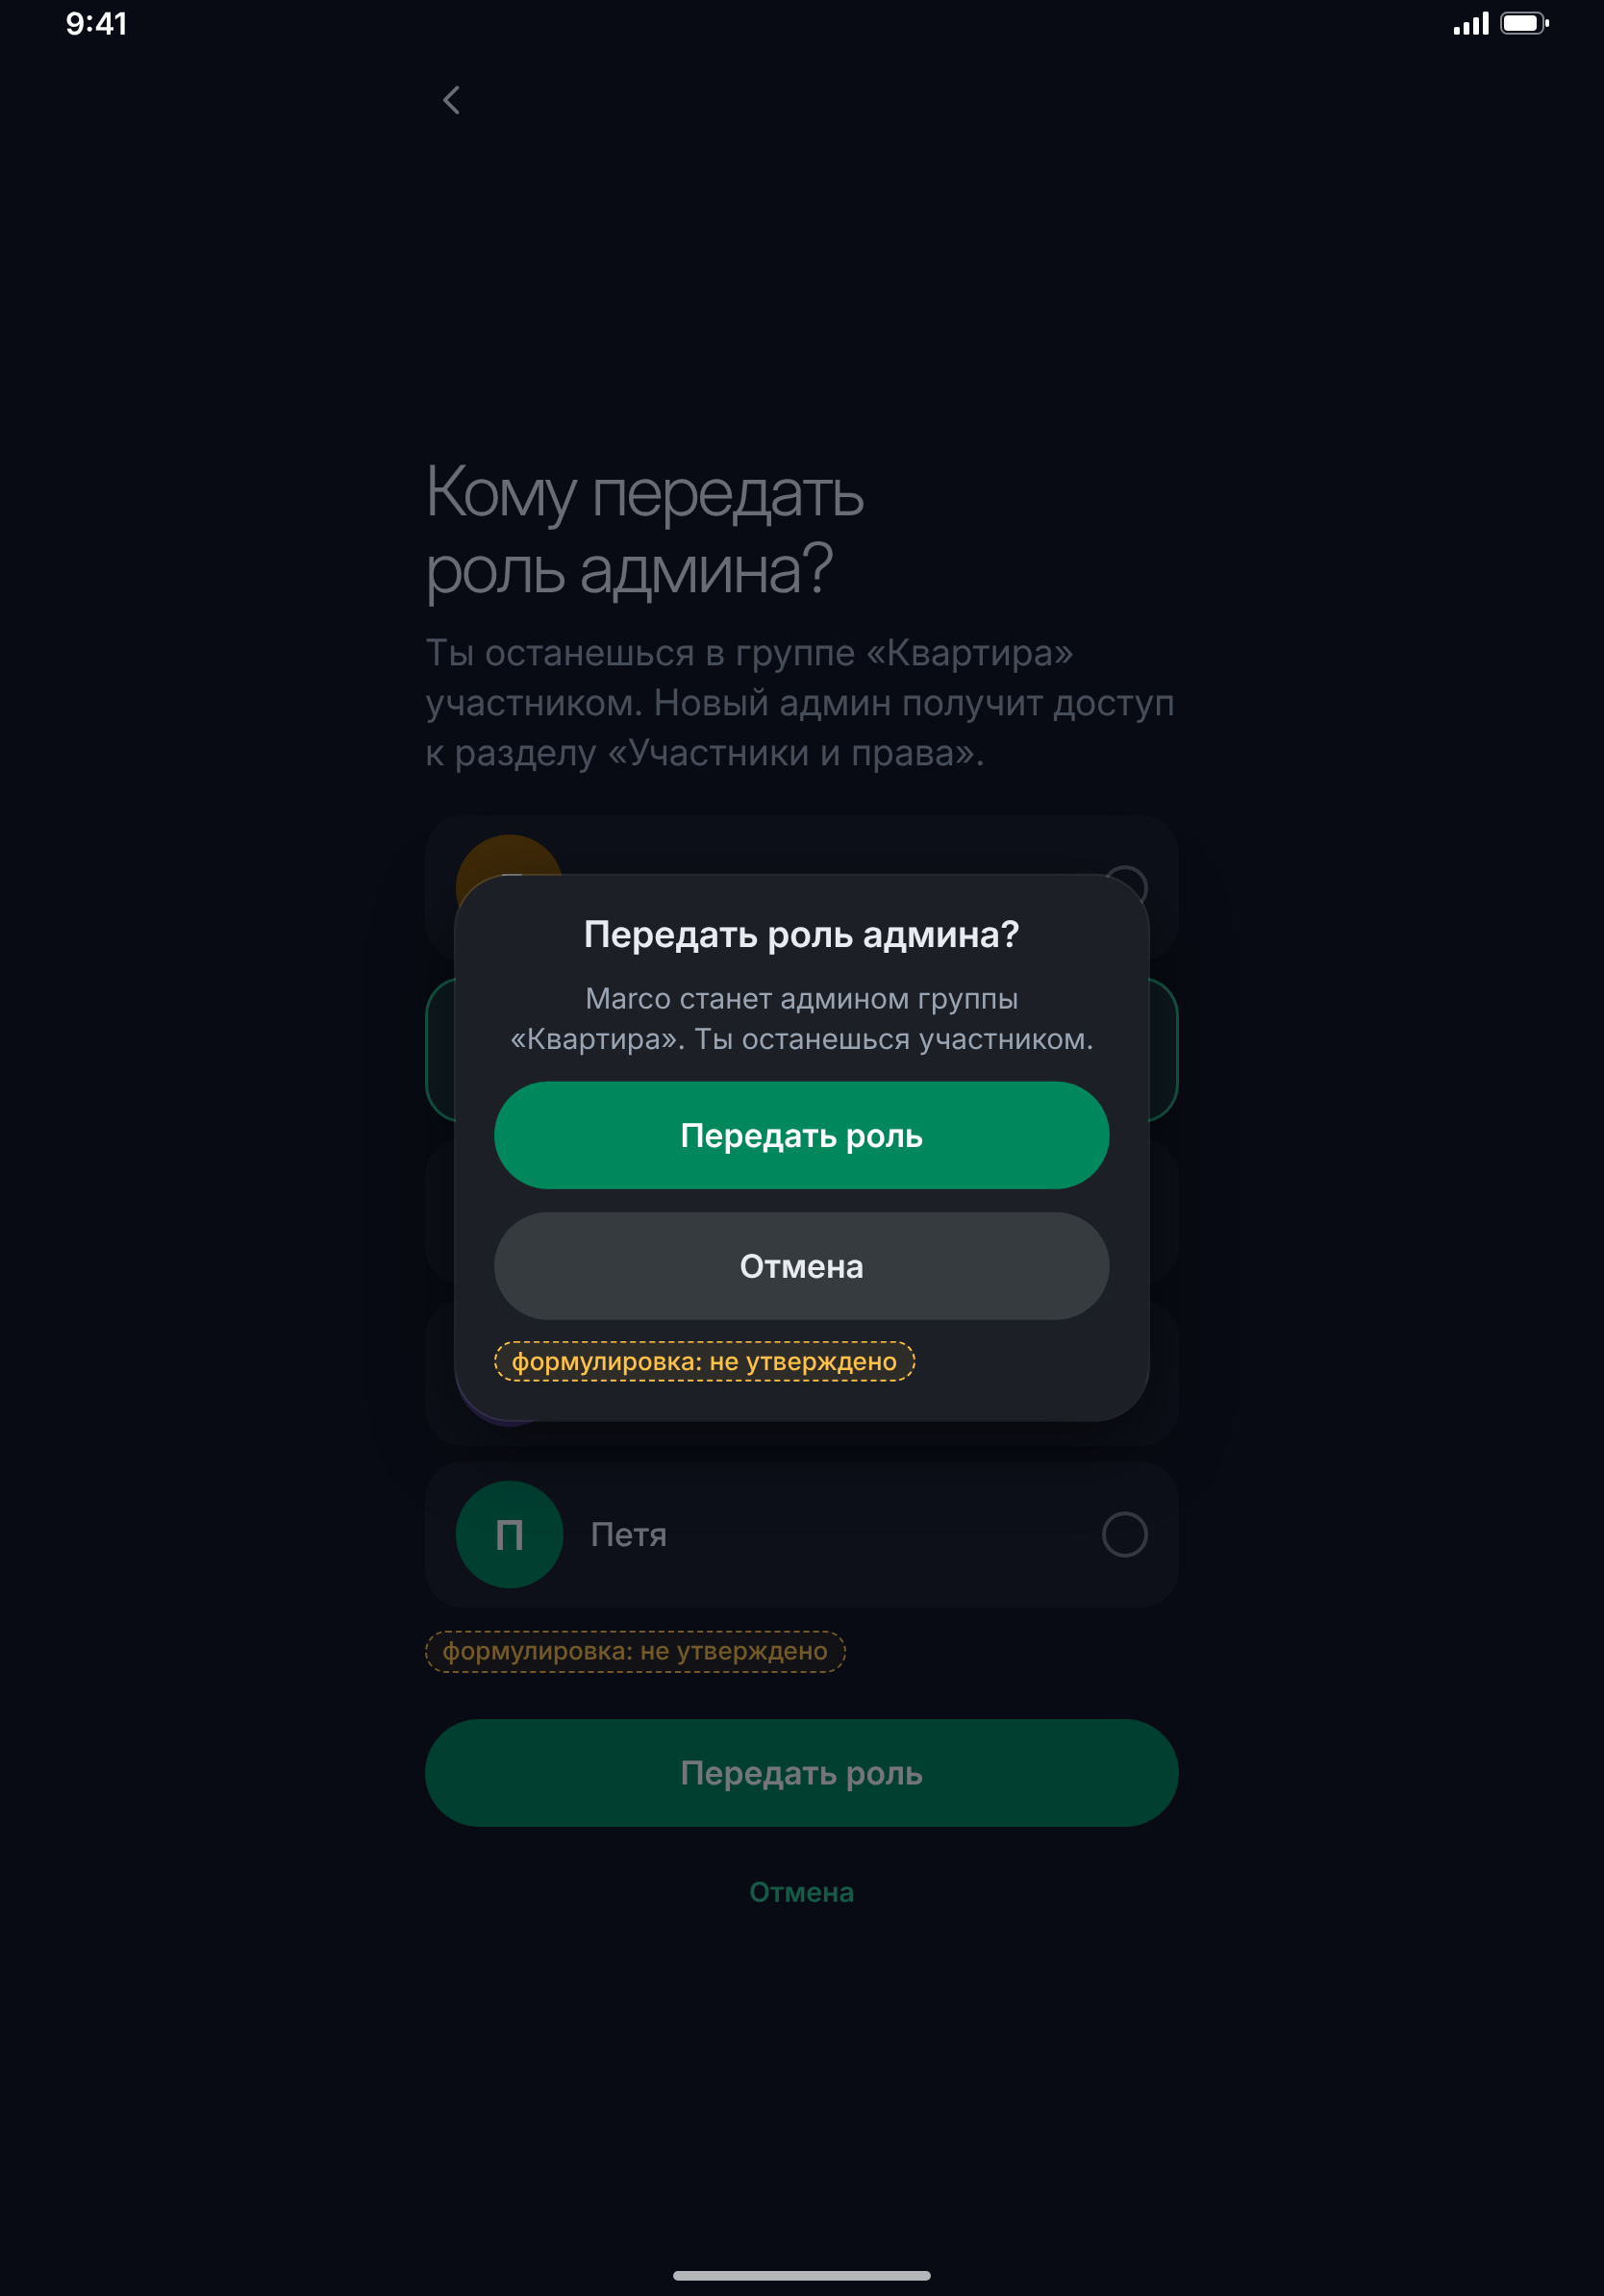 9:41
Кому передать
роль админа?
Ты останешься в группе «Квартира»
участником. Новый админ получит доступ
к разделу «Участники и права».
Передать роль админа?
Marco станет админом группы
«Квартира». Ты останешься участником.
Передать роль
Отмена
формулировка: не утверждено
П Петя
формулировка: не утверждено
Передать роль
Отмена